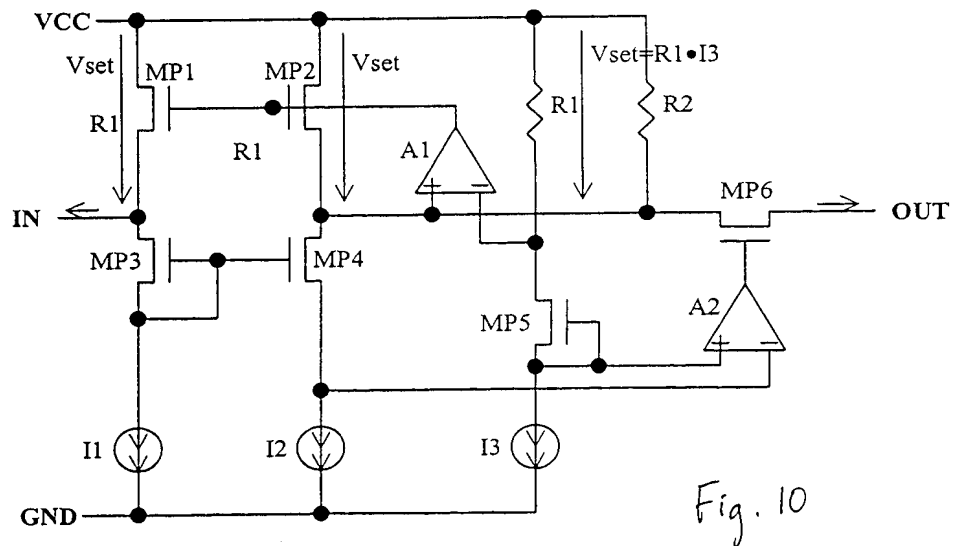 VCC
Vset
MP1
MP2
Vset
Vset=R1•I3
R1
R1
A1
R1
R2
+ −
MP6
IN
OUT
MP3
MP4
MP5
A2
+ −
I1
I2
I3
GND
Fig. 10